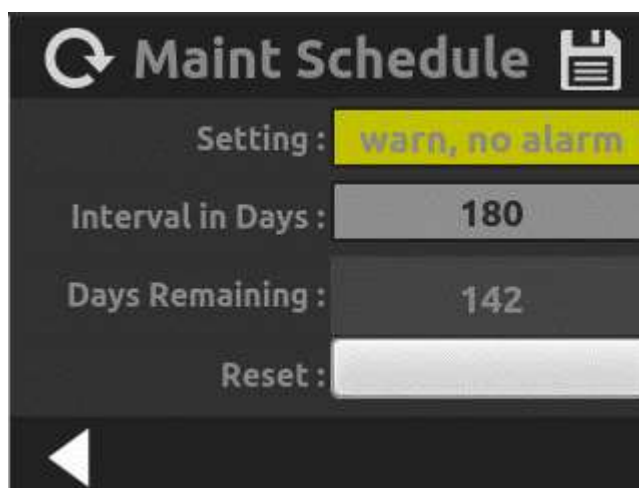 Maint Schedule
Setting : warn, no alarm
Interval in Days : 180
Days Remaining : 142
Reset :